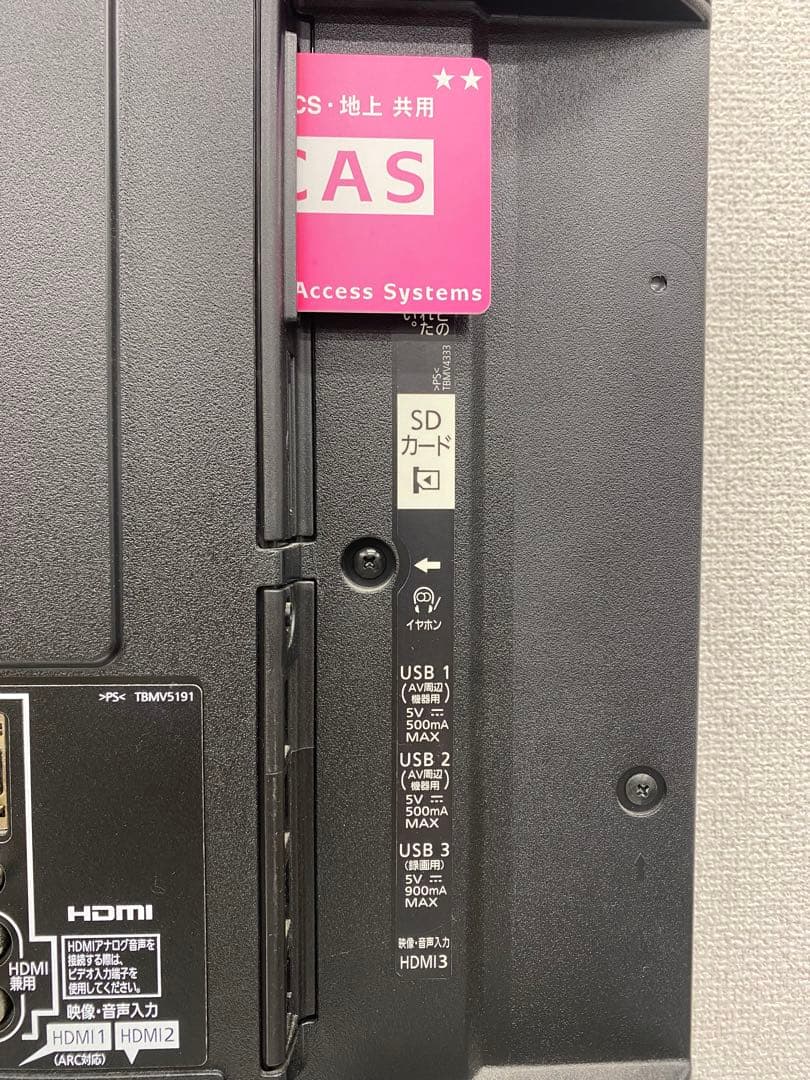 ★★
CS・地上 共用
CAS
Access Systems
この
れた
い。
>PS<
TBMV4333
SD
カード
イヤホン
USB 1
(AV周辺
機器用)
5V
500mA
MAX
USB 2
(AV周辺
機器用)
5V
500mA
MAX
USB 3
(録画用)
5V
900mA
MAX
映像・音声入力
HDMI3
>PS< TBMV5191
HDMI
HDMIアナログ音声を
接続する際は、
ビデオ入力端子を
使用してください。
HDMI
兼用
映像・音声入力
HDMI1
HDMI2
(ARC対応)